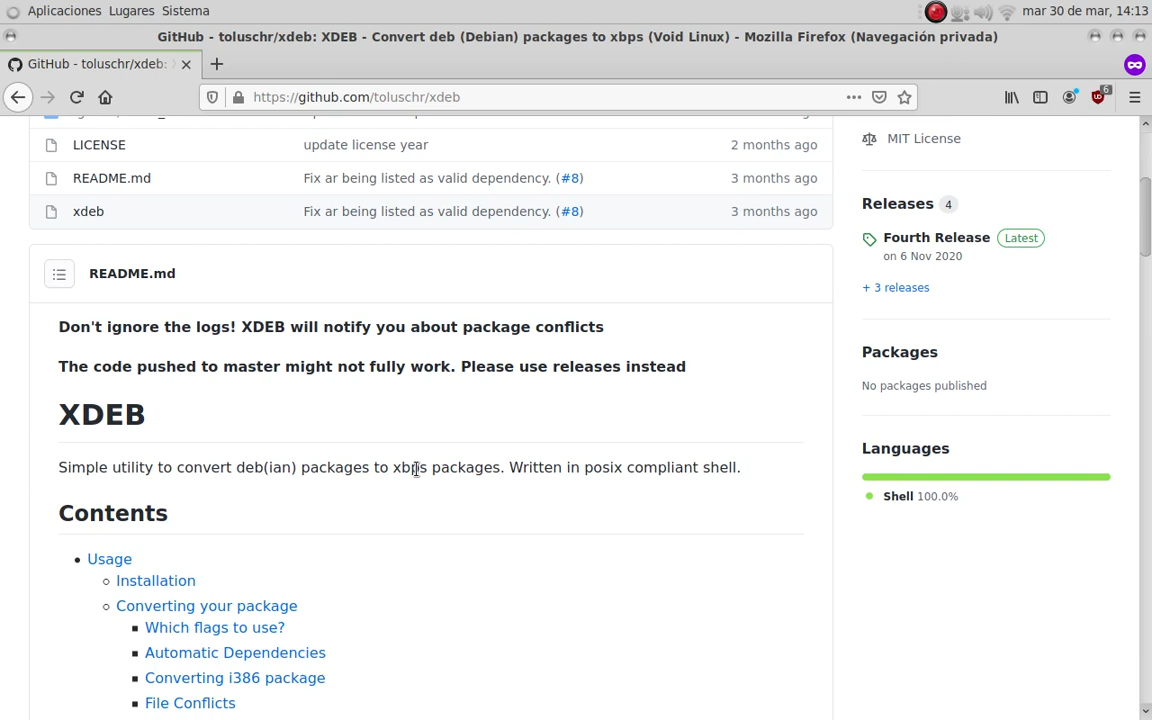 Aplicaciones Lugares Sistema
mar 30 de mar, 14:13
GitHub - toluschr/xdeb: XDEB - Convert deb (Debian) packages to xbps (Void Linux) - Mozilla Firefox (Navegación privada)
GitHub - toluschr/xdeb:
https://github.com/toluschr/xdeb
6
LICENSE update license year 2 months ago
README.md Fix ar being listed as valid dependency. (#8) 3 months ago
xdeb Fix ar being listed as valid dependency. (#8) 3 months ago
README.md
Don't ignore the logs! XDEB will notify you about package conflicts
The code pushed to master might not fully work. Please use releases instead
XDEB
Simple utility to convert deb(ian) packages to xbps packages. Written in posix compliant shell.
Contents
Usage
Installation
Converting your package
Which flags to use?
Automatic Dependencies
Converting i386 package
File Conflicts
MIT License
Releases 4
Fourth Release Latest
on 6 Nov 2020
+ 3 releases
Packages
No packages published
Languages
Shell 100.0%